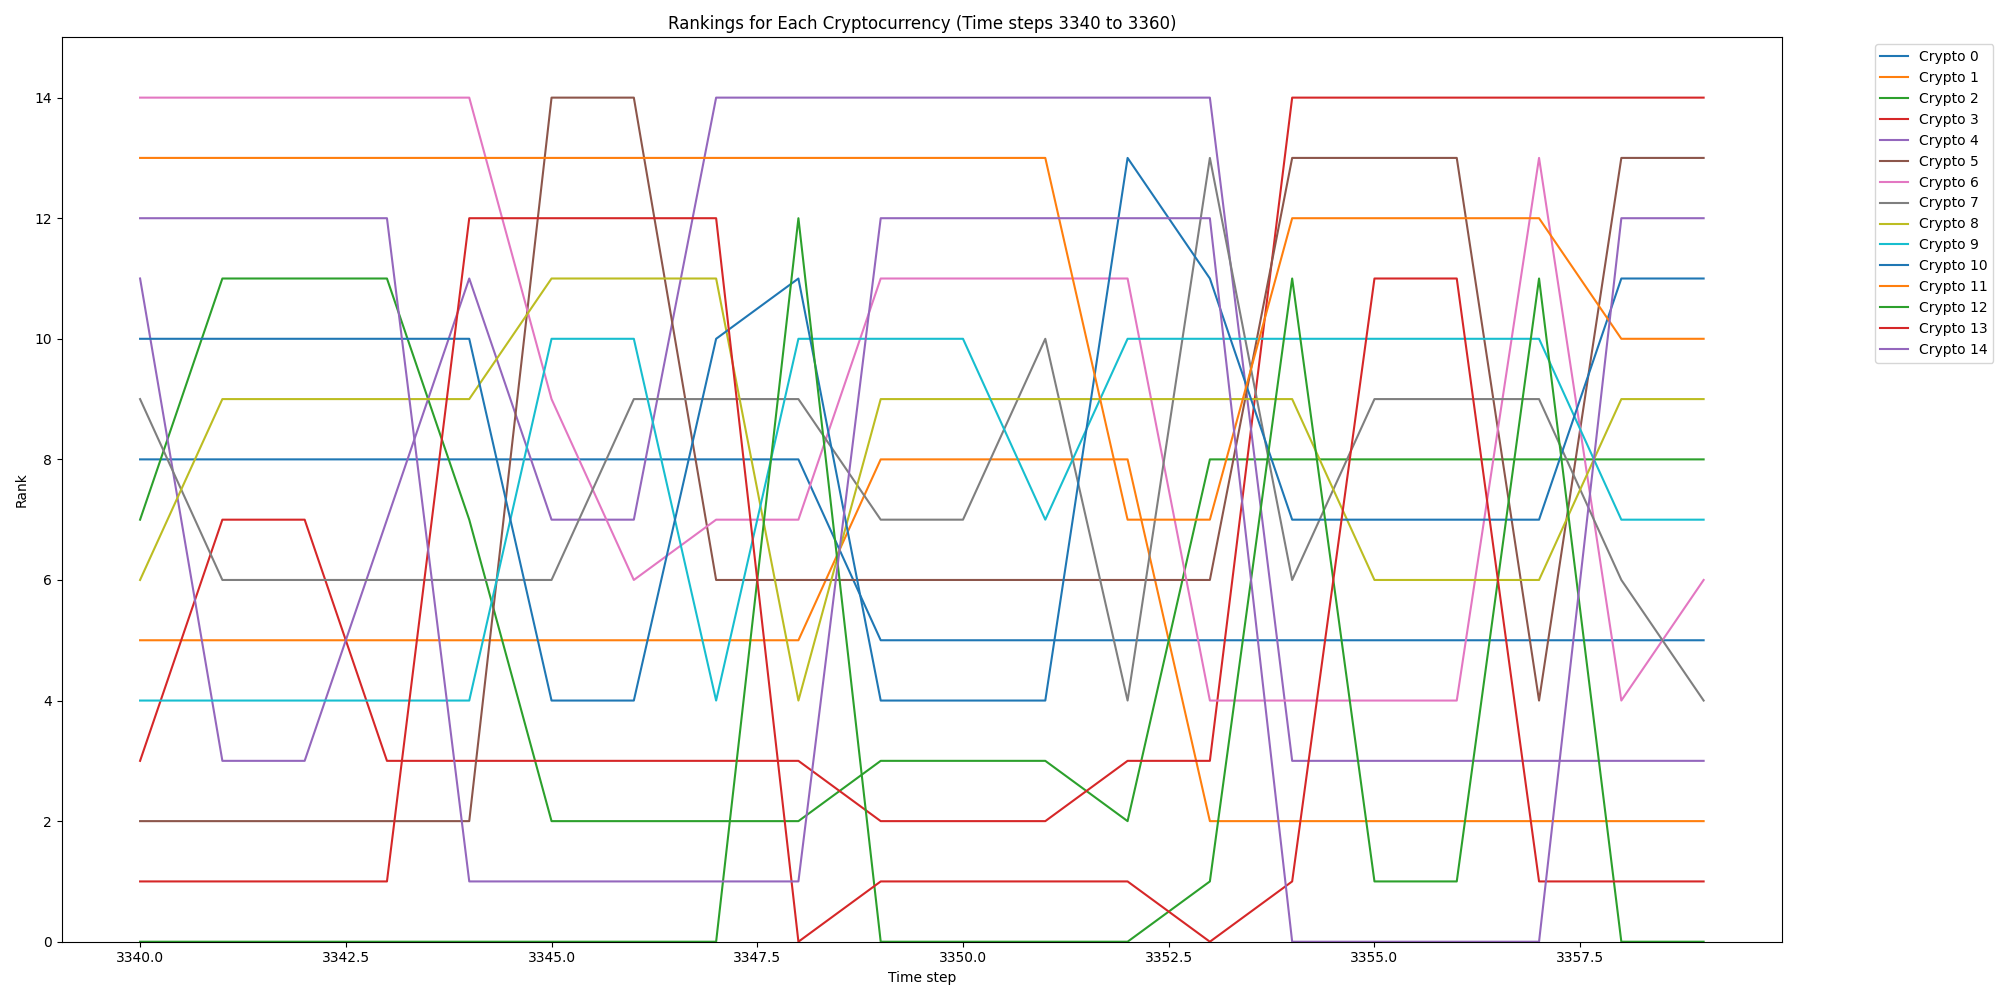 Rankings for Each Cryptocurrency (Time steps 3340 to 3360)
Rank
14
12
10
8
6
4
2
0
3340.0
3342.5
3345.0
3347.5
3350.0
3352.5
3355.0
3357.5
Time step
Crypto 0
Crypto 1
Crypto 2
Crypto 3
Crypto 4
Crypto 5
Crypto 6
Crypto 7
Crypto 8
Crypto 9
Crypto 10
Crypto 11
Crypto 12
Crypto 13
Crypto 14